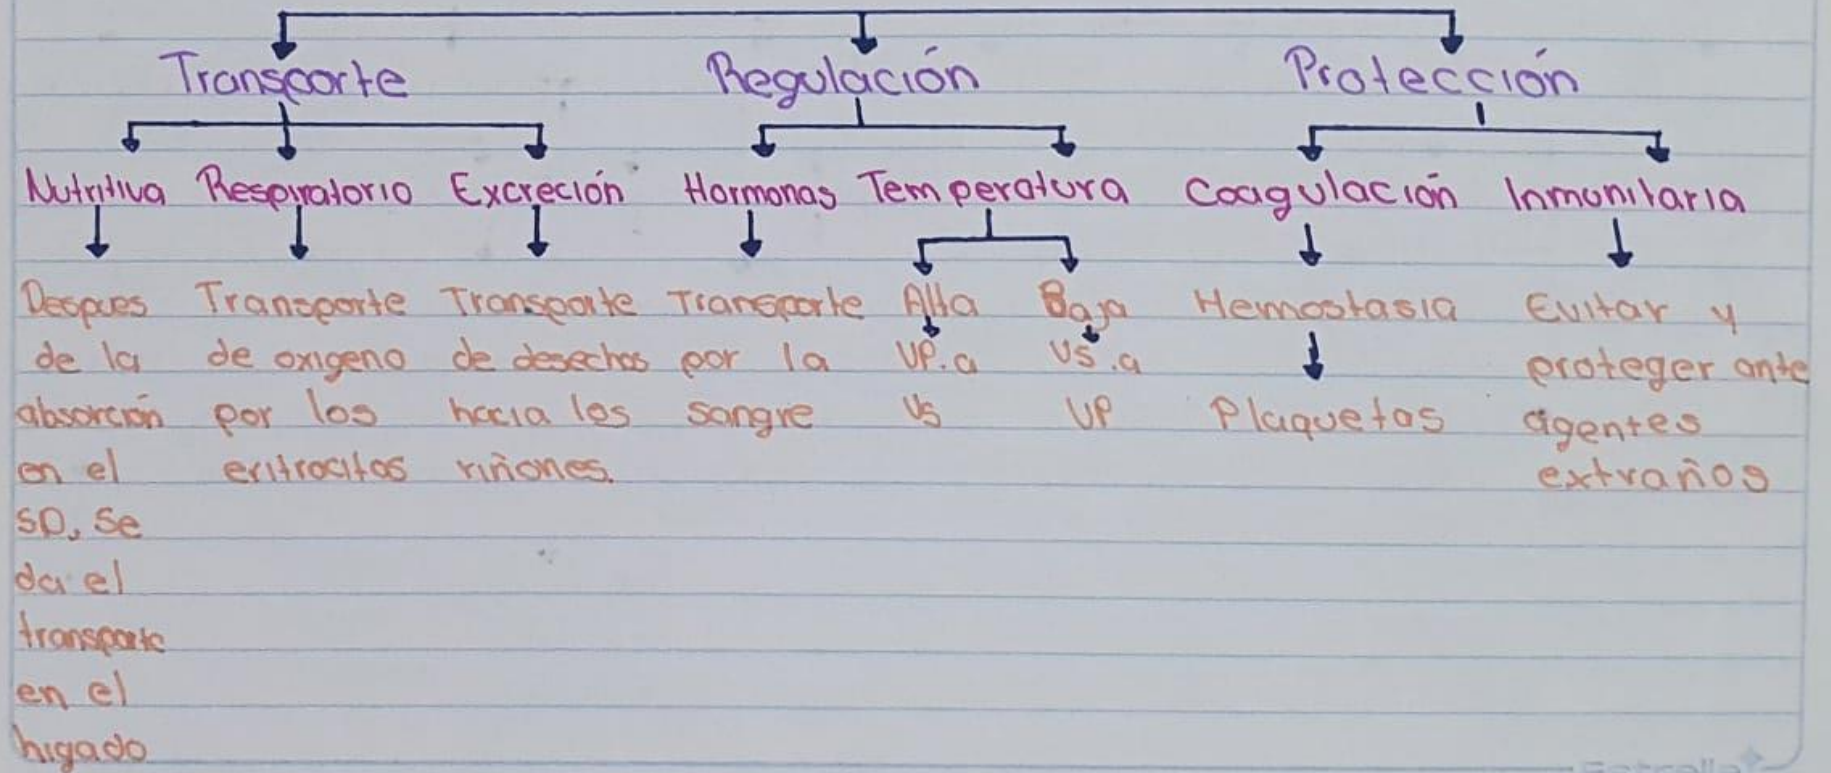 Transporte Regulación Protección
Nutritiva Respiratorio Excreción Hormonas Temperatura Coagulación Inmunitaria
Despues Transporte Transporte Transporte Alta Baja Hemostasia Evitar y
de la de oxigeno de desechos por la VP.a VS.a proteger ante
absorción por los hacia los sangre VS VP Plaquetas agentes
en el eritrocitos riñones. extraños
SD, se
da el
transporte
en el
higado